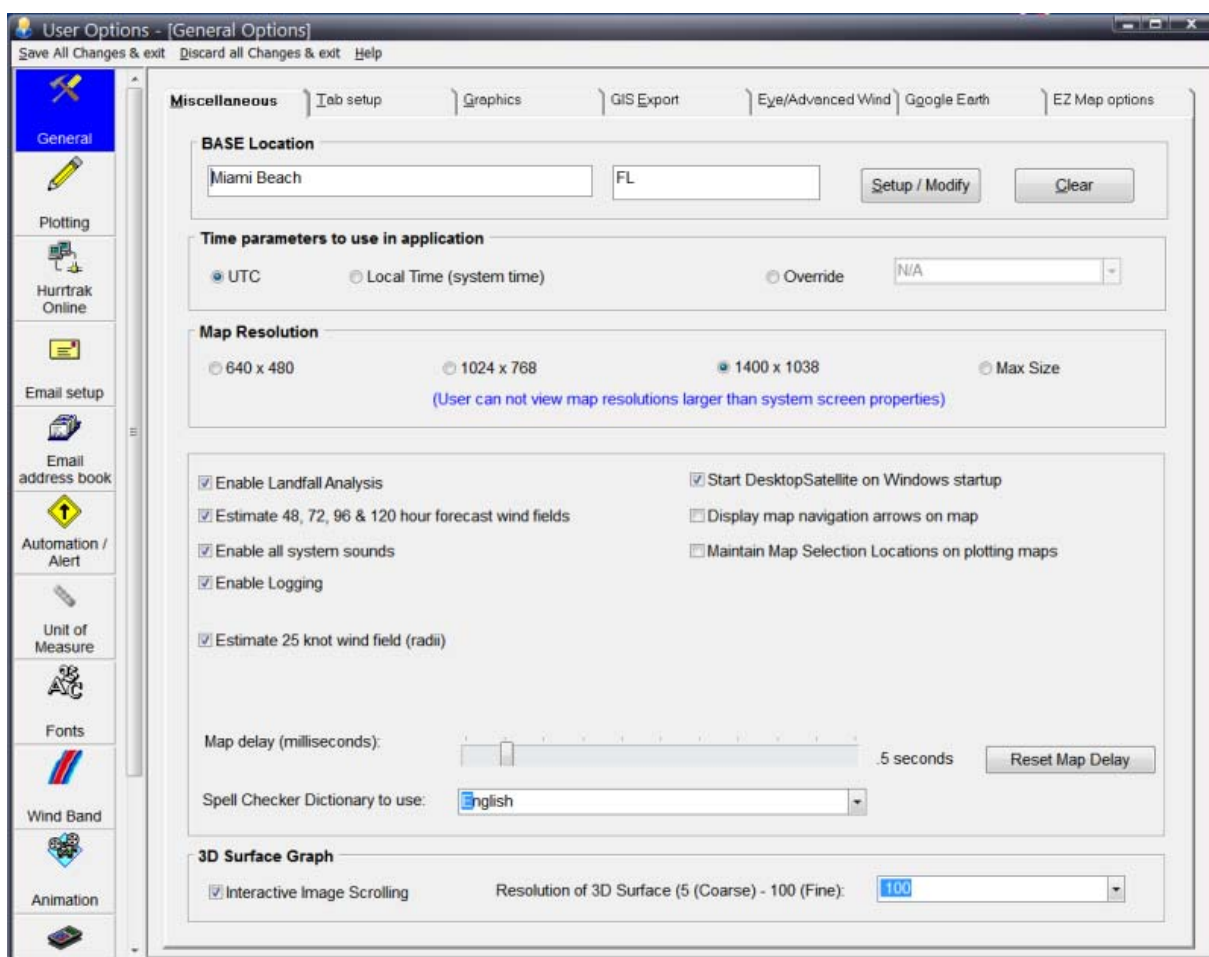 User Options - [General Options]
Save All Changes & exit Discard all Changes & exit Help
General
Plotting
Hurrtrak
Online
Email setup
Email
address book
Automation /
Alert
Unit of
Measure
Fonts
Wind Band
Animation
Miscellaneous Tab setup Graphics GIS Export Eye/Advanced Wind Google Earth EZ Map options
BASE Location
Miami Beach FL Setup / Modify Clear
Time parameters to use in application
UTC Local Time (system time) Override N/A
Map Resolution
640 x 480 1024 x 768 1400 x 1038 Max Size
(User can not view map resolutions larger than system screen properties)
Enable Landfall Analysis Start DesktopSatellite on Windows startup
Estimate 48, 72, 96 & 120 hour forecast wind fields Display map navigation arrows on map
Enable all system sounds Maintain Map Selection Locations on plotting maps
Enable Logging
Estimate 25 knot wind field (radii)
Map delay (milliseconds): .5 seconds Reset Map Delay
Spell Checker Dictionary to use: English
3D Surface Graph
Interactive Image Scrolling Resolution of 3D Surface (5 (Coarse) - 100 (Fine): 100